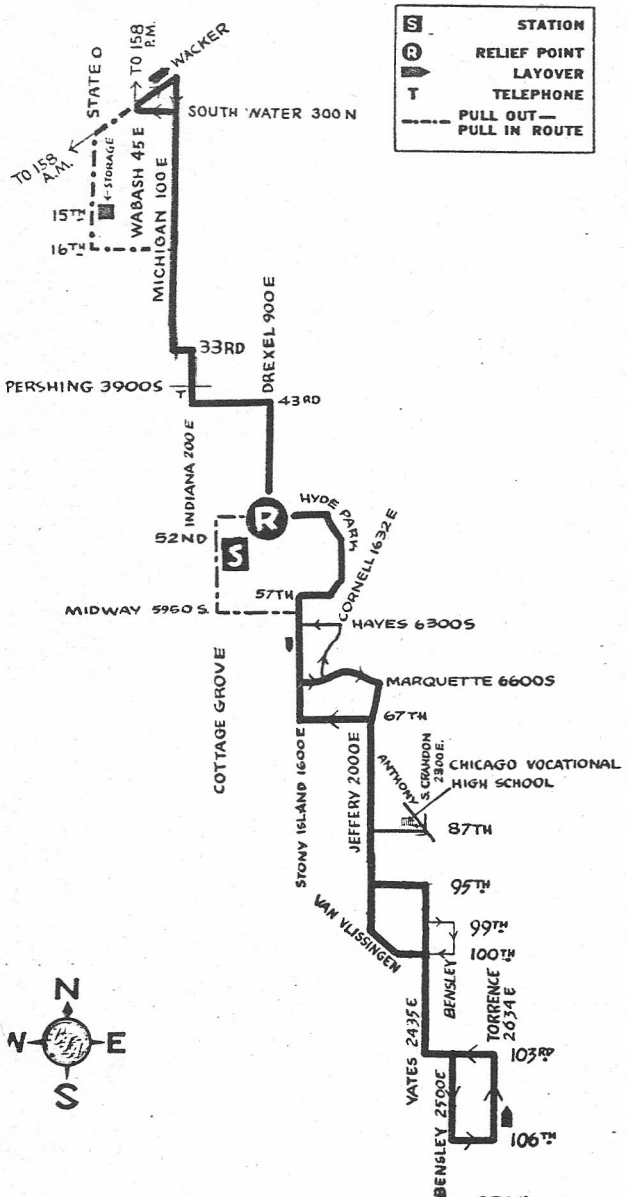 S STATION
R RELIEF POINT
LAYOVER
T TELEPHONE
PULL OUT—
PULL IN ROUTE
TO 158
P.M.
WACKER
STATE 0
SOUTH WATER 300 N
TO 158
A.M.
←STORAGE
WABASH 45 E
MICHIGAN 100 E
15TH
16TH
33RD
DREXEL 900 E
PERSHING 3900 S
T
43RD
INDIANA 200 E
R
HYDE PARK
52ND
S
CORNELL 1632 E
57TH
MIDWAY 5950 S.
HAYES 6300 S
MARQUETTE 6600 S
67TH
COTTAGE GROVE
STONY ISLAND 1600 E
JEFFERY 2000 E
ANTHONY
S. CRANDON
2300 E.
CHICAGO VOCATIONAL
HIGH SCHOOL
87TH
95TH
VAN VLISSINGEN
99TH
100TH
BENSLEY
TORRENCE
2634 E
YATES 2435 E
103RD
BENSLEY 2500 E
106TH
N
W
E
S